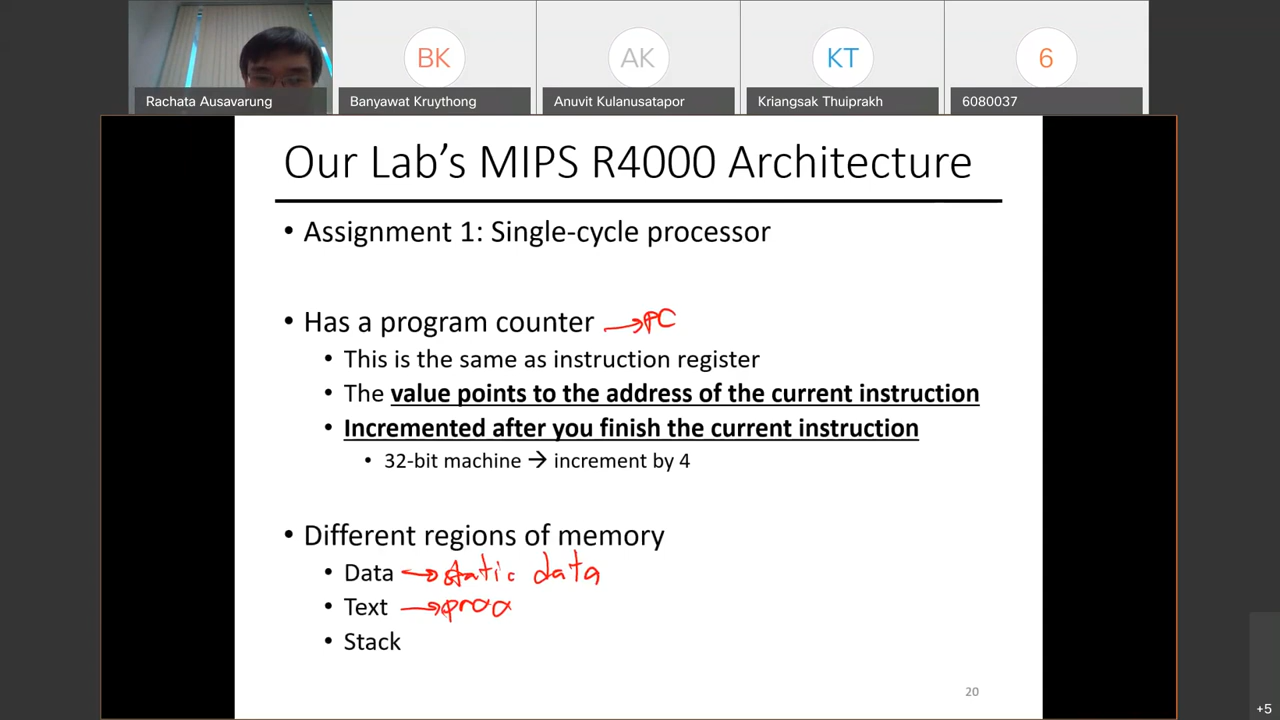 BK
AK
KT
6
Rachata Ausavarung
Banyawat Kruythong
Anuvit Kulanusatapor
Kriangsak Thuiprakh
6080037
Our Lab’s MIPS R4000 Architecture
• Assignment 1: Single-cycle processor
• Has a program counter → PC
• This is the same as instruction register
• The value points to the address of the current instruction
• Incremented after you finish the current instruction
• 32-bit machine → increment by 4
• Different regions of memory
• Data → static data
• Text →
• Stack
20
+5